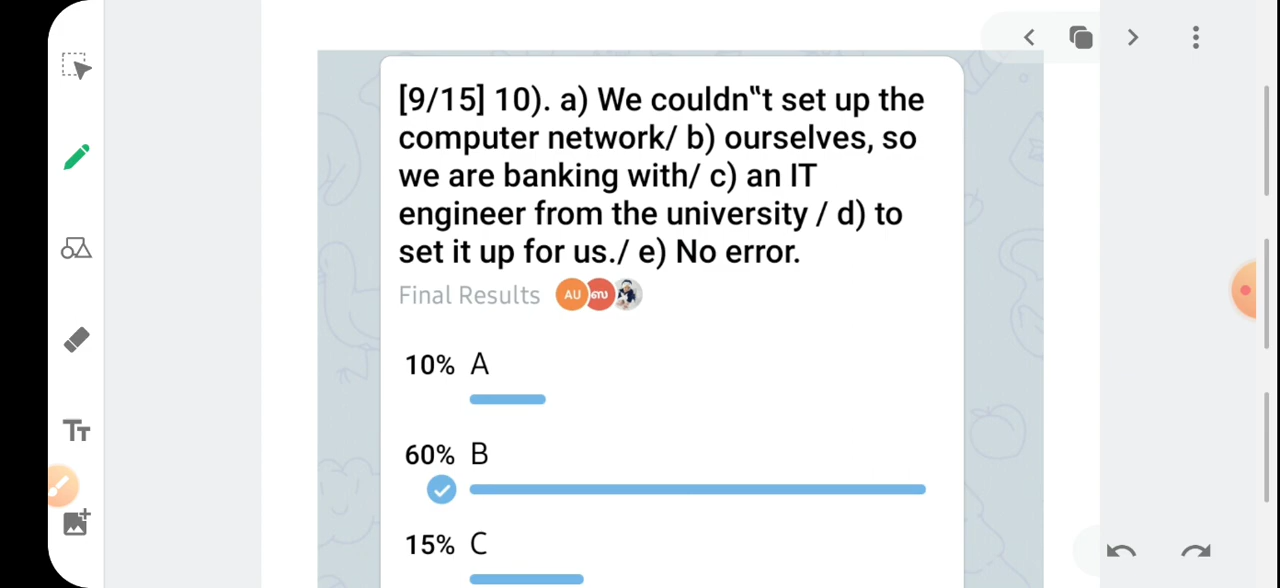 [9/15] 10). a) We couldn‟t set up the
computer network/ b) ourselves, so
we are banking with/ c) an IT
engineer from the university / d) to
set it up for us./ e) No error.
Final Results AU ബ
10% A
60% B
15% C
TT